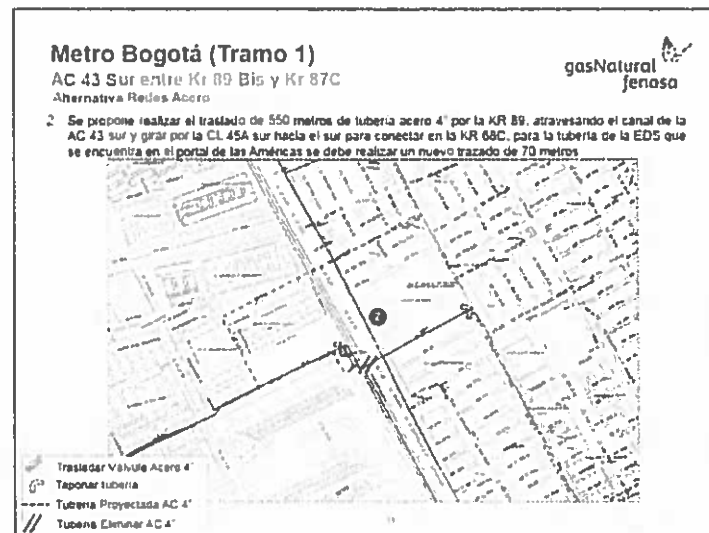 Metro Bogotá (Tramo 1)
AC 43 Sur entre Kr 89 Bis y Kr 87C
Alternativa Redes Acero
gasNatural
fenosa
2 Se propone realizar el traslado de 550 metros de tubería acero 4" por la KR 89, atravesando el canal de la
AC 43 sur y girar por la CL 45A sur hacia el sur para conectar en la KR 68C, para la tubería de la EDS que
se encuentra en el portal de las Américas se debe realizar un nuevo trazado de 70 metros
2
Trasladar Válvula Acero 4"
Taponar tubería
Tubería Proyectada AC 4"
Tubería Eliminar AC 4"